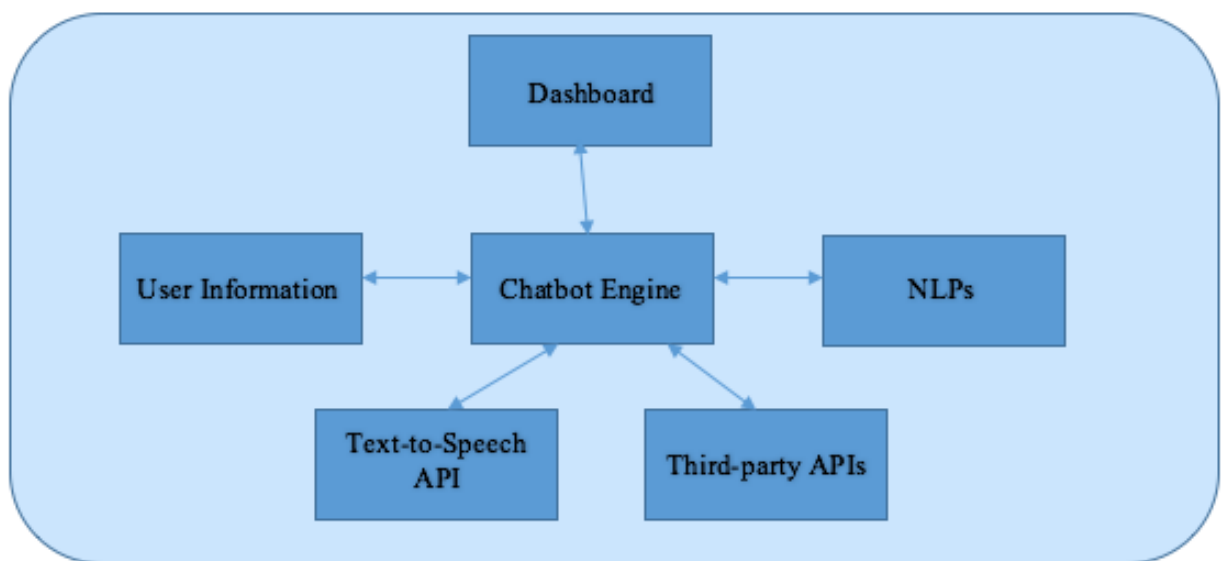 Dashboard
User Information
Chatbot Engine
NLPs
Text-to-Speech
API
Third-party APIs